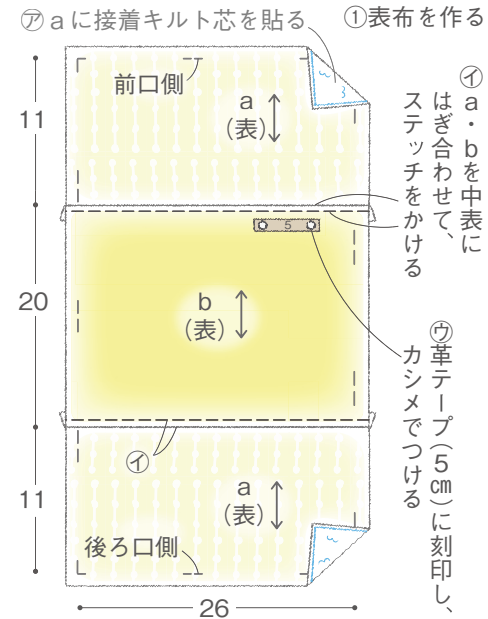 ㋐aに接着キルト芯を貼る
①表布を作る
前口側
a
(表)
11
㋑a・bを中表に
はぎ合わせて、
ステッチをかける
5
20
b
(表)
㋒革テープ(5㎝)に刻印し、
カシメでつける
㋑
11
a
(表)
後ろ口側
26